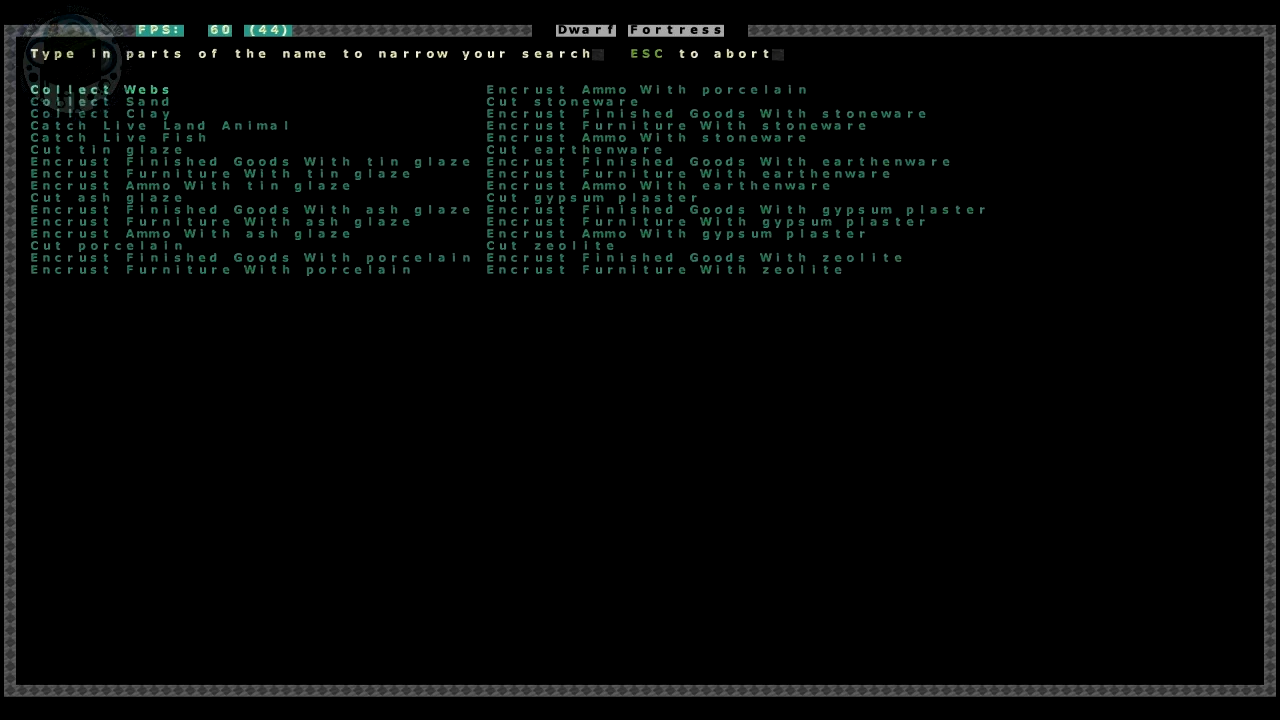 FPS: 60 (44) Dwarf Fortress
Type in parts of the name to narrow your search. ESC to abort.
Collect Webs
Collect Sand
Collect Clay
Catch Live Land Animal
Catch Live Fish
Cut tin glaze
Encrust Finished Goods With tin glaze
Encrust Furniture With tin glaze
Encrust Ammo With tin glaze
Cut ash glaze
Encrust Finished Goods With ash glaze
Encrust Furniture With ash glaze
Encrust Ammo With ash glaze
Cut porcelain
Encrust Finished Goods With porcelain
Encrust Furniture With porcelain
Encrust Ammo With porcelain
Cut stoneware
Encrust Finished Goods With stoneware
Encrust Furniture With stoneware
Encrust Ammo With stoneware
Cut earthenware
Encrust Finished Goods With earthenware
Encrust Furniture With earthenware
Encrust Ammo With earthenware
Cut gypsum plaster
Encrust Finished Goods With gypsum plaster
Encrust Furniture With gypsum plaster
Encrust Ammo With gypsum plaster
Cut zeolite
Encrust Finished Goods With zeolite
Encrust Furniture With zeolite